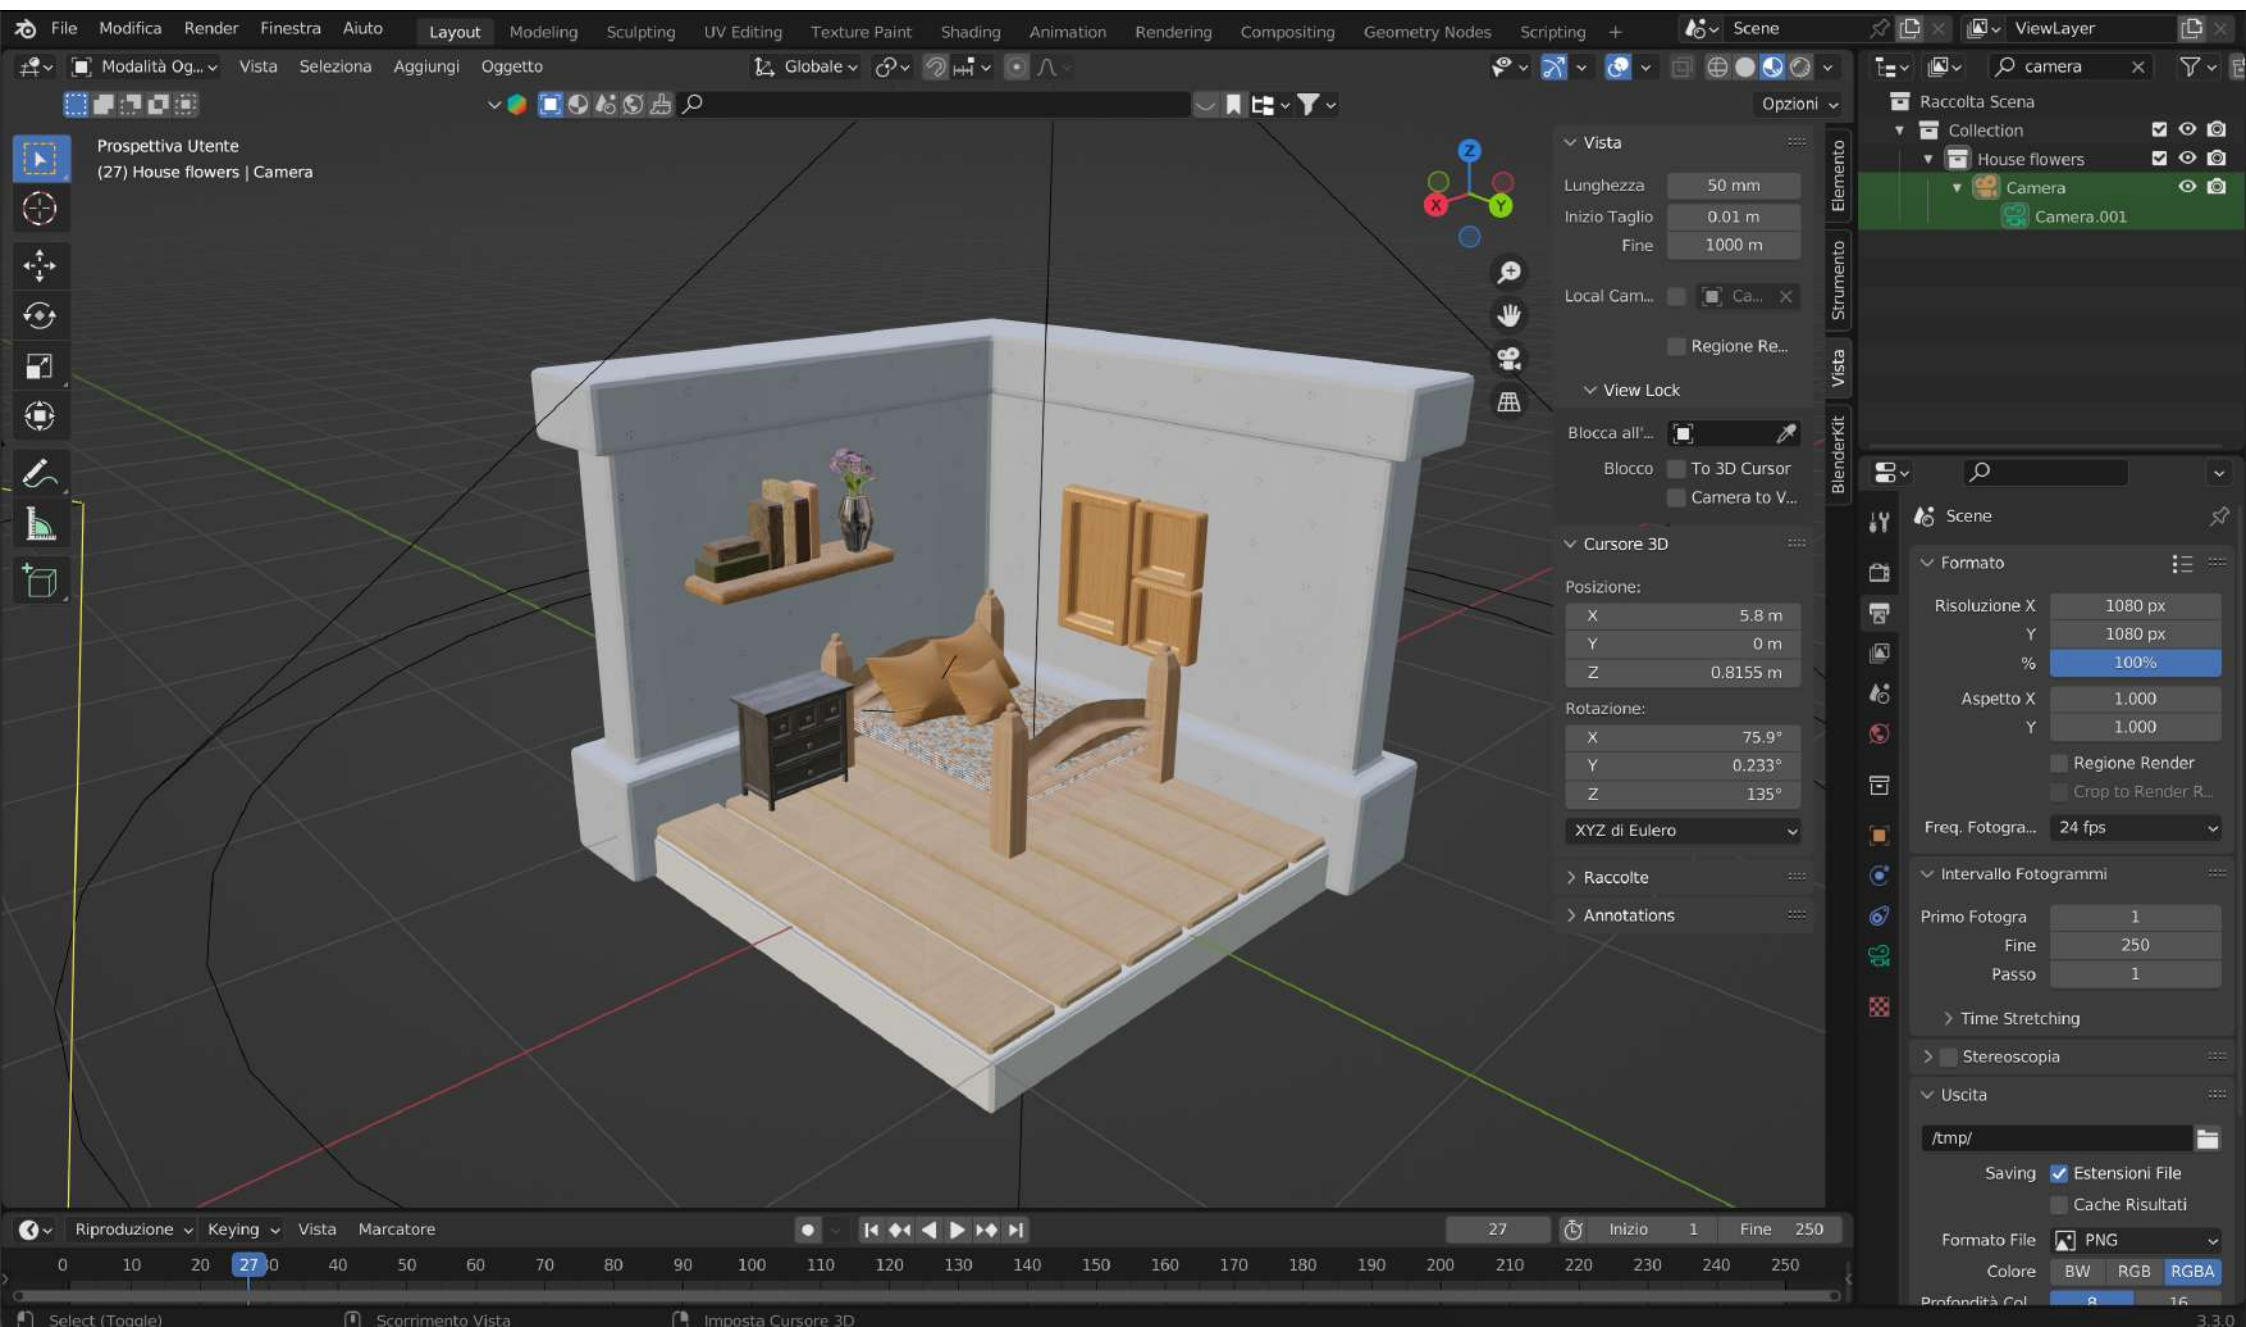 File Modifica Render Finestra Aiuto Layout Modeling Sculpting UV Editing Texture Paint Shading Animation Rendering Compositing Geometry Nodes Scripting + Scene ViewLayer
Modalità Og... Vista Seleziona Aggiungi Oggetto Globale camera
Opzioni
Prospettiva Utente
(27) House flowers | Camera
Z
X
Y
Vista
Lunghezza 50 mm
Inizio Taglio 0.01 m
Fine 1000 m
Local Cam... Ca...
Regione Re...
View Lock
Blocca all'...
Blocco To 3D Cursor
Camera to V...
Cursore 3D
Posizione:
X 5.8 m
Y 0 m
Z 0.8155 m
Rotazione:
X 75.9°
Y 0.233°
Z 135°
XYZ di Eulero
Raccolte
Annotations
Elemento
Strumento
Vista
BlenderKit
Raccolta Scena
Collection
House flowers
Camera
Camera.001
Scene
Formato
Risoluzione X 1080 px
Y 1080 px
% 100%
Aspetto X 1.000
Y 1.000
Regione Render
Crop to Render R...
Freq. Fotogra... 24 fps
Intervallo Fotogrammi
Primo Fotogra 1
Fine 250
Passo 1
Time Stretching
Stereoscopia
Uscita
/tmp/
Saving Estensioni File
Cache Risultati
Formato File PNG
Colore BW RGB RGBA
Profondità Col 8 16
Riproduzione Keying Vista Marcatore 27 Inizio 1 Fine 250
0 10 20 27 30 40 50 60 70 80 90 100 110 120 130 140 150 160 170 180 190 200 210 220 230 240 250
Select (Toggle) Scorrimento Vista Imposta Cursore 3D 3.3.0